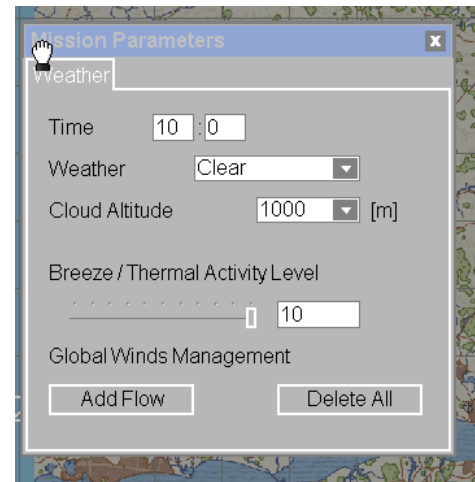 Mission Parameters x
Weather
Time 10 : 0
Weather Clear
Cloud Altitude 1000 [m]
Breeze / Thermal Activity Level
10
Global Winds Management
Add Flow Delete All